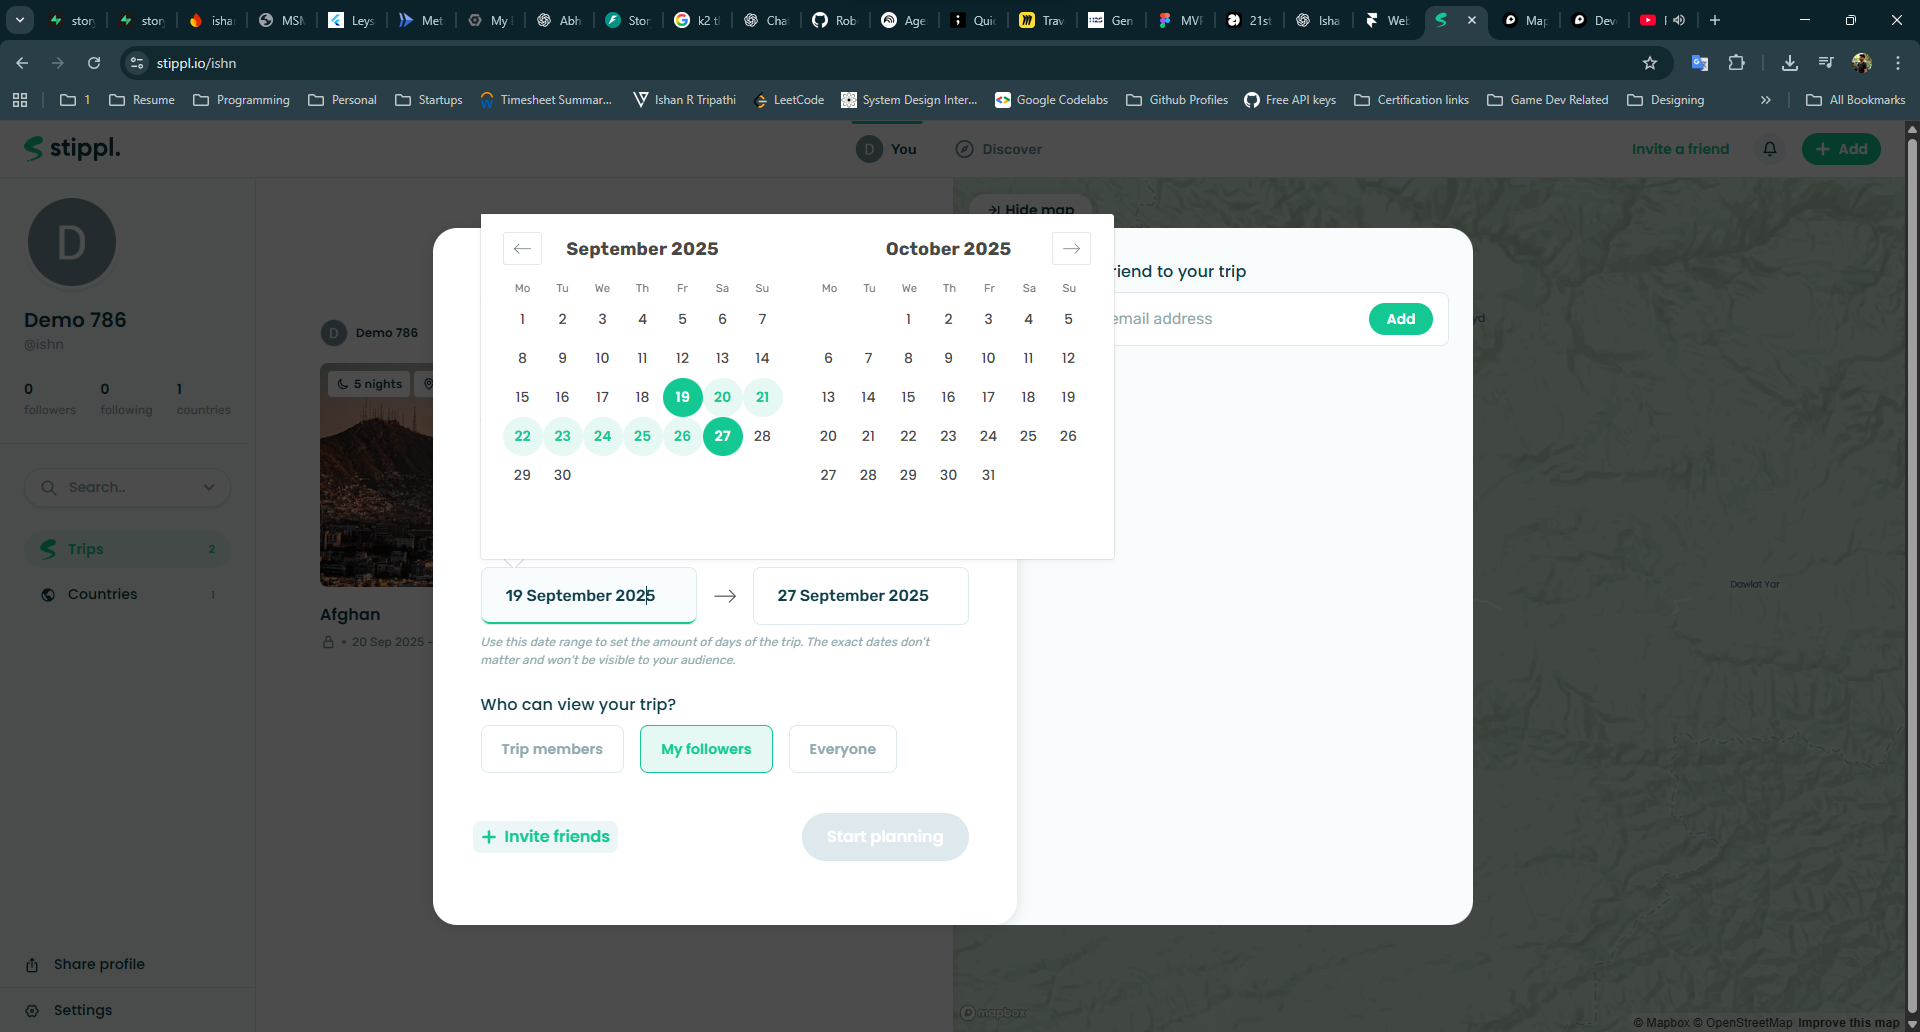 story
story
ishan
MSM
Leys
Met
My
Abh
Stor
k2 t
Cha
Rob
Age
Quic
Trav
Gen
MVP
21st
Isha
Web
Map
Dev
stippl.io/ishn
1
Resume
Programming
Personal
Startups
Timesheet Summar...
Ishan R Tripathi
LeetCode
System Design Inter...
Google Codelabs
Github Profiles
Free API keys
Certification links
Game Dev Related
Designing
All Bookmarks
stippl.
D You
Discover
Invite a friend
+ Add
D
Demo 786
@ishn
0 0 1
followers following countries
Search..
Trips 2
Countries 1
Share profile
Settings
D Demo 786
5 nights
Afghan
20 Sep 2025 -
Hide map
September 2025
Mo Tu We Th Fr Sa Su
1 2 3 4 5 6 7
8 9 10 11 12 13 14
15 16 17 18 19 20 21
22 23 24 25 26 27 28
29 30
October 2025
Mo Tu We Th Fr Sa Su
1 2 3 4 5
6 7 8 9 10 11 12
13 14 15 16 17 18 19
20 21 22 23 24 25 26
27 28 29 30 31
19 September 2025 → 27 September 2025
Use this date range to set the amount of days of the trip. The exact dates don't
matter and won't be visible to your audience.
Who can view your trip?
Trip members
My followers
Everyone
+ Invite friends
Start planning
riend to your trip
email address
Add
Dawlat Yar
mapbox
© Mapbox © OpenStreetMap Improve this map